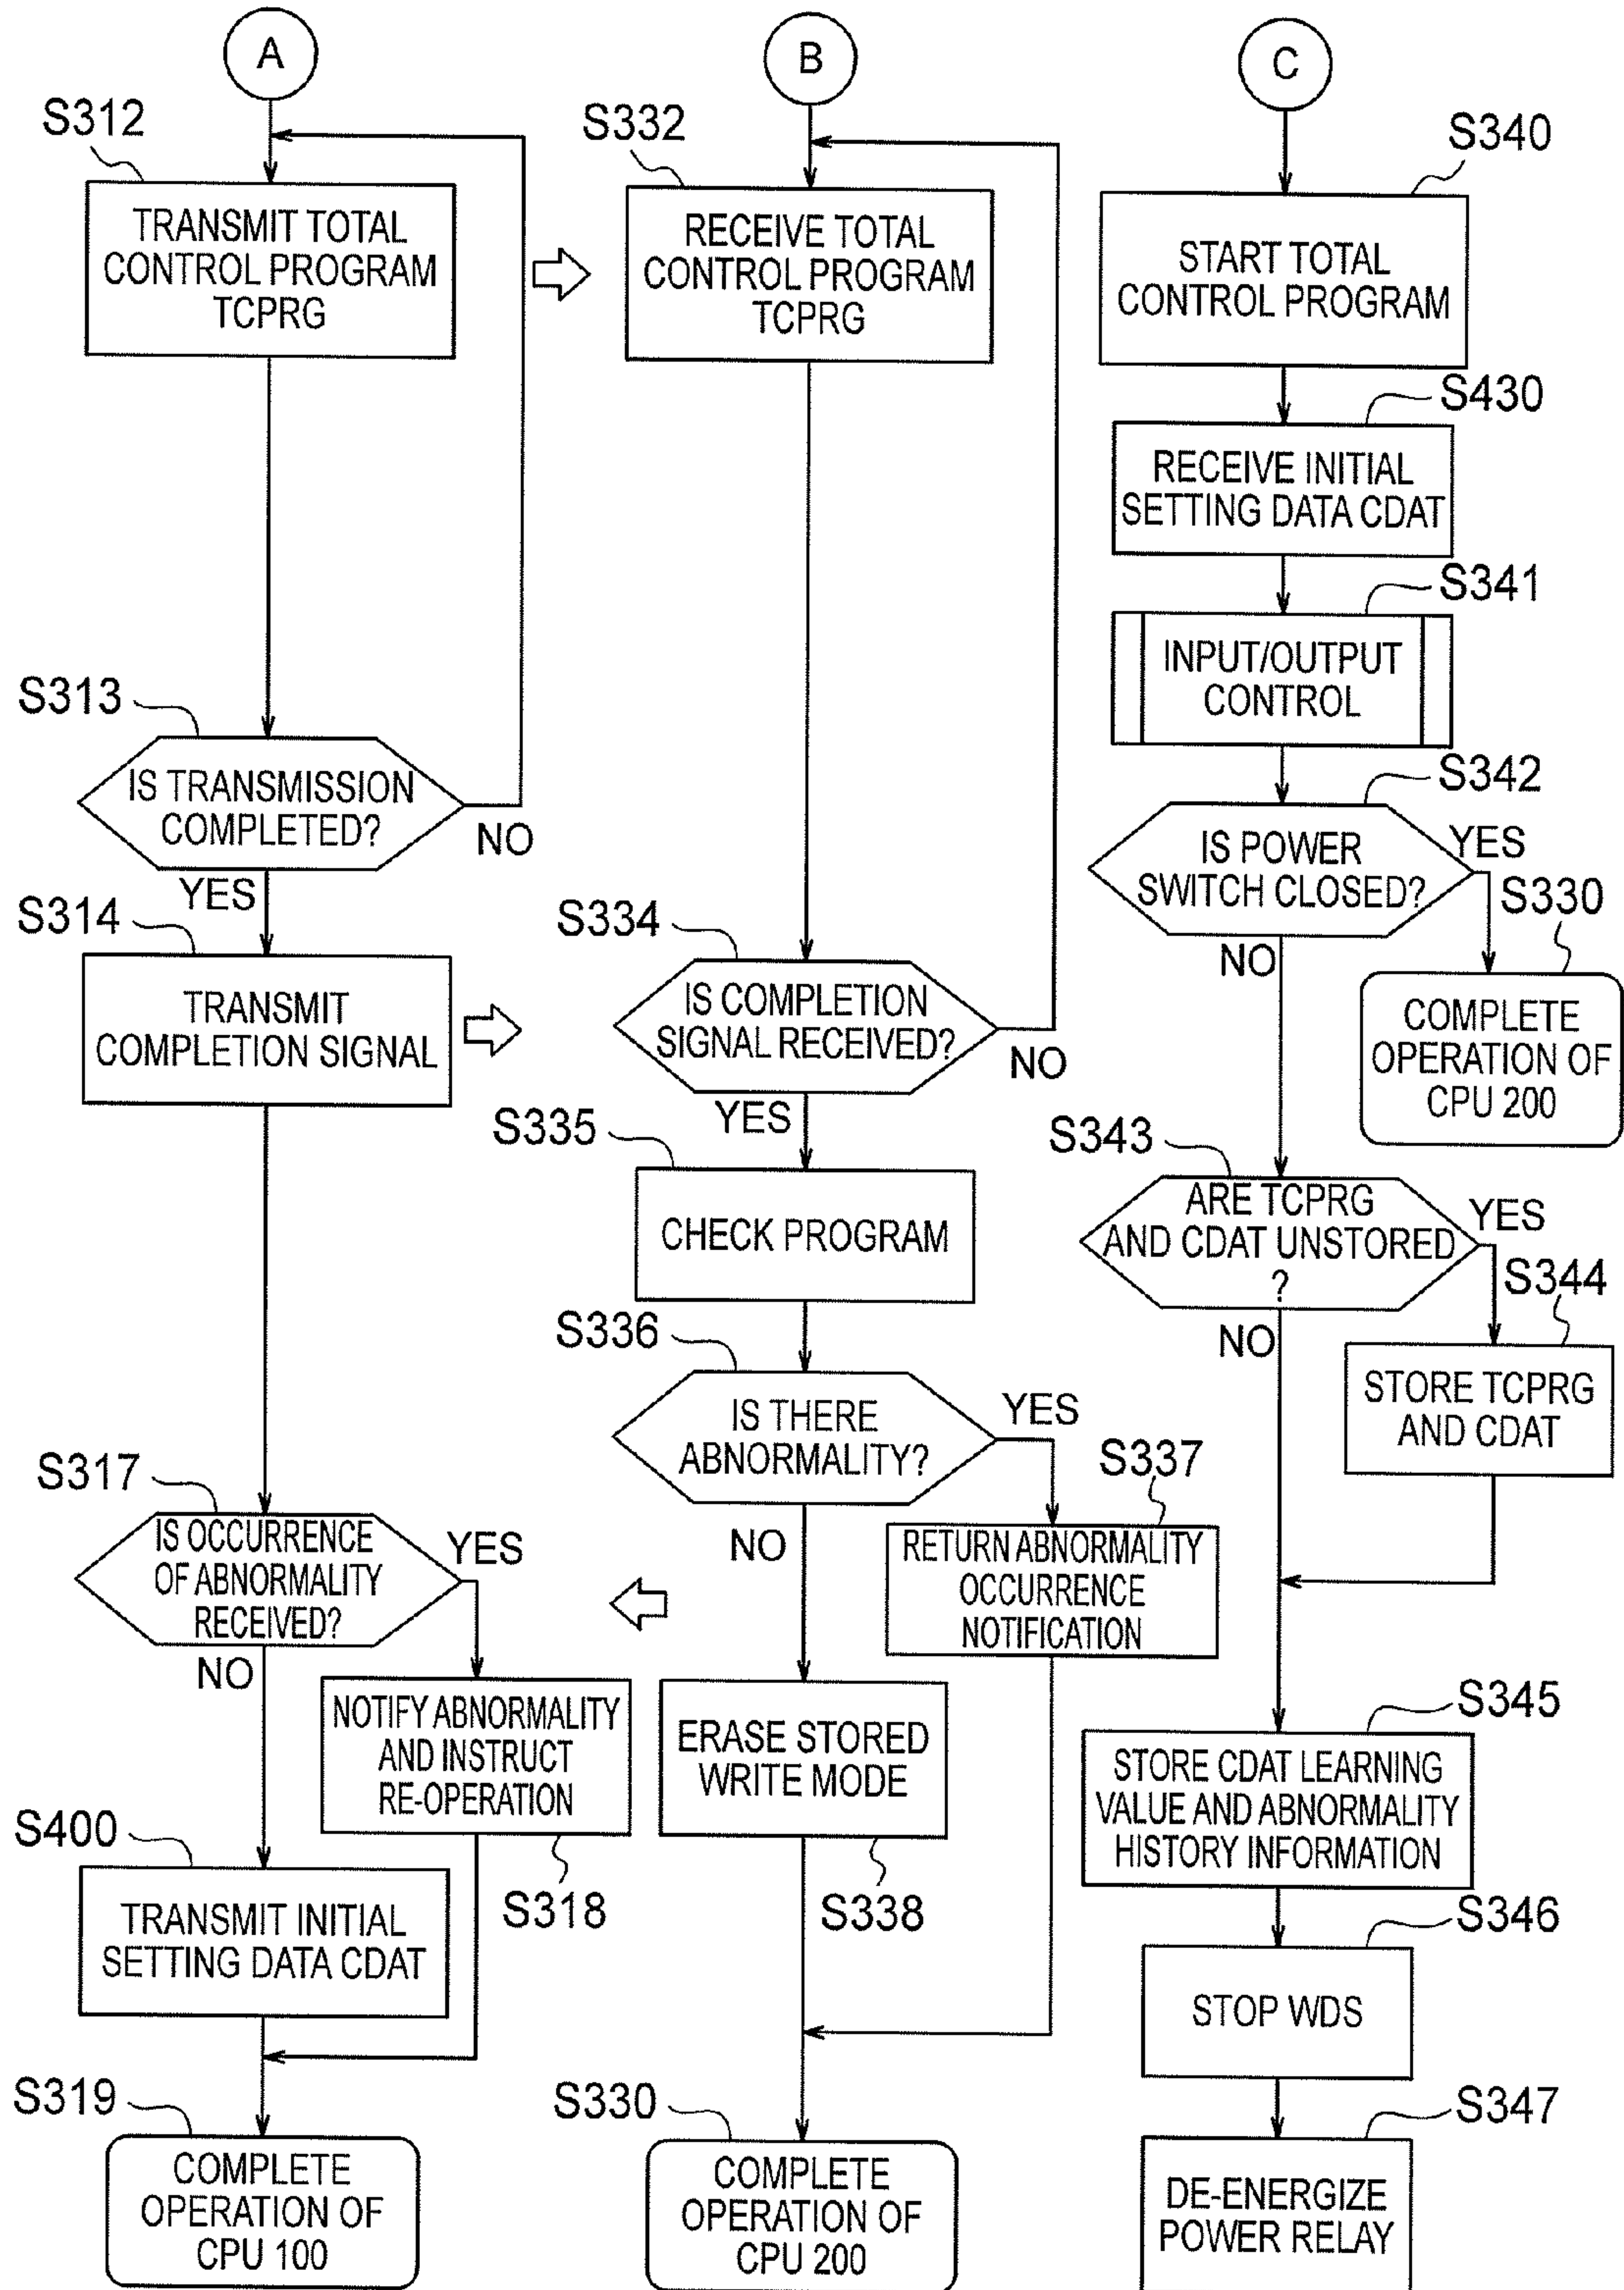 A
S312
TRANSMIT TOTAL
CONTROL PROGRAM
TCPRG
S313
IS TRANSMISSION
COMPLETED?
NO
YES
S314
TRANSMIT
COMPLETION SIGNAL
S317
IS OCCURRENCE
OF ABNORMALITY
RECEIVED?
YES
NO
NOTIFY ABNORMALITY
AND INSTRUCT
RE-OPERATION
S318
S400
TRANSMIT INITIAL
SETTING DATA CDAT
S319
COMPLETE
OPERATION OF
CPU 100
B
S332
RECEIVE TOTAL
CONTROL PROGRAM
TCPRG
S334
IS COMPLETION
SIGNAL RECEIVED?
NO
YES
S335
CHECK PROGRAM
S336
IS THERE
ABNORMALITY?
YES
NO
S337
RETURN ABNORMALITY
OCCURRENCE
NOTIFICATION
ERASE STORED
WRITE MODE
S338
S330
COMPLETE
OPERATION OF
CPU 200
C
S340
START TOTAL
CONTROL PROGRAM
S430
RECEIVE INITIAL
SETTING DATA CDAT
S341
INPUT/OUTPUT
CONTROL
S342
IS POWER
SWITCH CLOSED?
YES
NO
S330
COMPLETE
OPERATION OF
CPU 200
S343
ARE TCPRG
AND CDAT UNSTORED
?
YES
NO
S344
STORE TCPRG
AND CDAT
S345
STORE CDAT LEARNING
VALUE AND ABNORMALITY
HISTORY INFORMATION
S346
STOP WDS
S347
DE-ENERGIZE
POWER RELAY